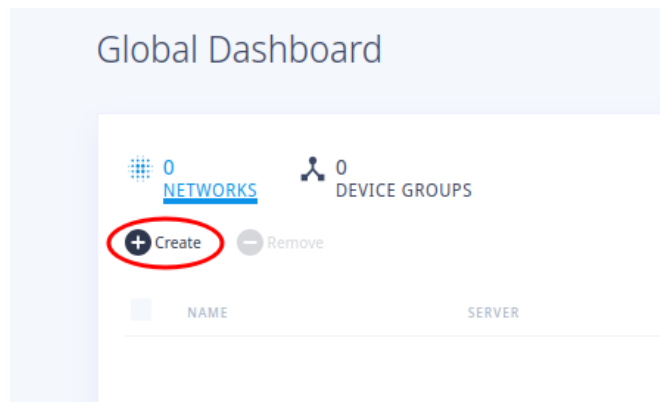 Global Dashboard
0
NETWORKS
0
DEVICE GROUPS
Create
Remove
NAME
SERVER